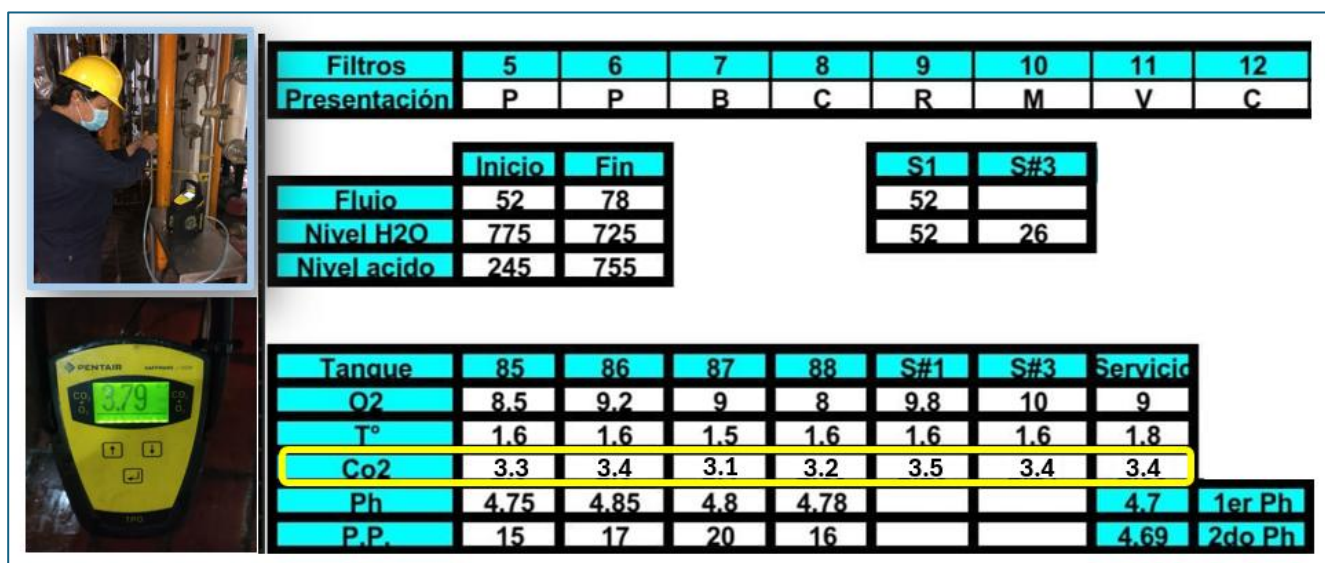 Filtros 5 6 7 8 9 10 11 12
Presentación P P B C R M V C
Inicio Fin S1 S#3
Flujo 52 78 52
Nivel H2O 775 725 52 26
Nivel acido 245 755
PENTAIR
CO2 O2 3.79 CO2 O2
TPO
Tanque 85 86 87 88 S#1 S#3 Servicio
O2 8.5 9.2 9 8 9.8 10 9
T° 1.6 1.6 1.5 1.6 1.6 1.6 1.8
Co2 3.3 3.4 3.1 3.2 3.5 3.4 3.4
Ph 4.75 4.85 4.8 4.78 4.7 1er Ph
P.P. 15 17 20 16 4.69 2do Ph